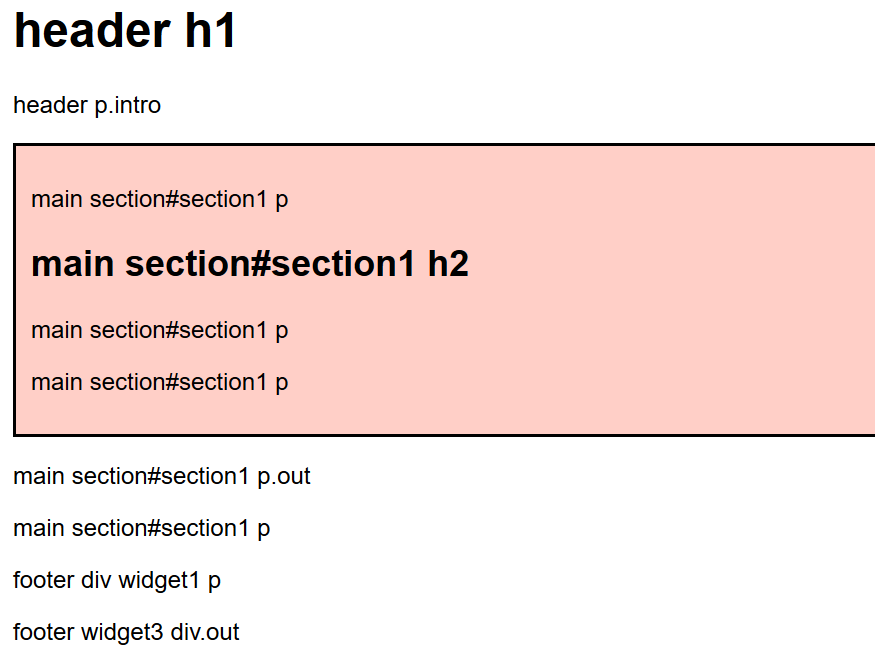 header h1
header p.intro
main section#section1 p
main section#section1 h2
main section#section1 p
main section#section1 p
main section#section1 p.out
main section#section1 p
footer div widget1 p
footer widget3 div.out